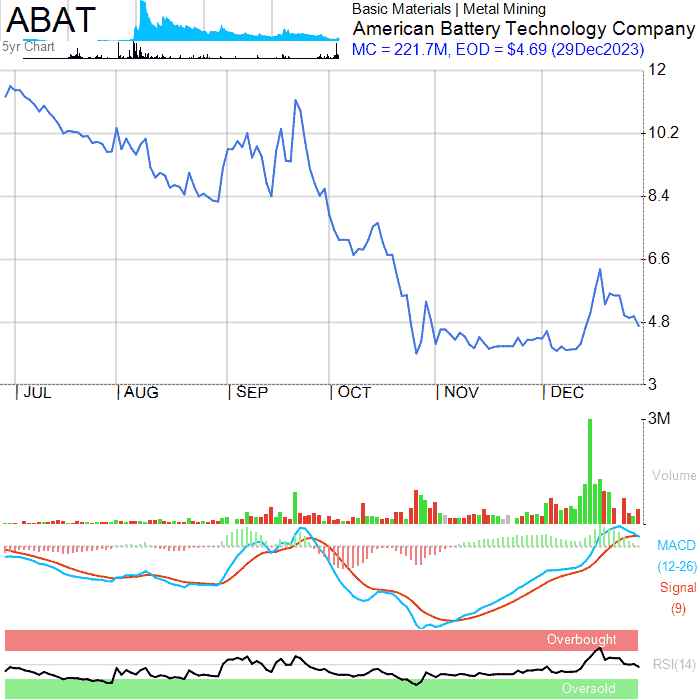 ABAT
5yr Chart
Basic Materials | Metal Mining
American Battery Technology Company
MC = 221.7M, EOD = $4.69 (29Dec2023)
12
10.2
8.4
6.6
4.8
3
JUL AUG SEP OCT NOV DEC
3M
Volume
MACD
(12-26)
Signal
(9)
Overbought
RSI(14)
Oversold